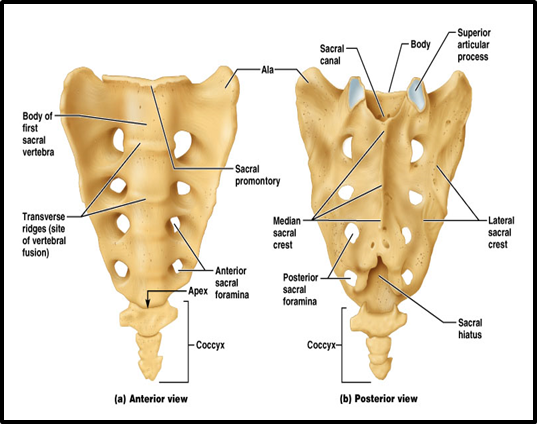 Ala
Body of
first
sacral
vertebra
Sacral
promontory
Transverse
ridges (site
of vertebral
fusion)
Anterior
sacral
foramina
Apex
Coccyx
(a) Anterior view
Sacral
canal
Body
Superior
articular
process
Median
sacral
crest
Lateral
sacral
crest
Posterior
sacral
foramina
Sacral
hiatus
Coccyx
(b) Posterior view